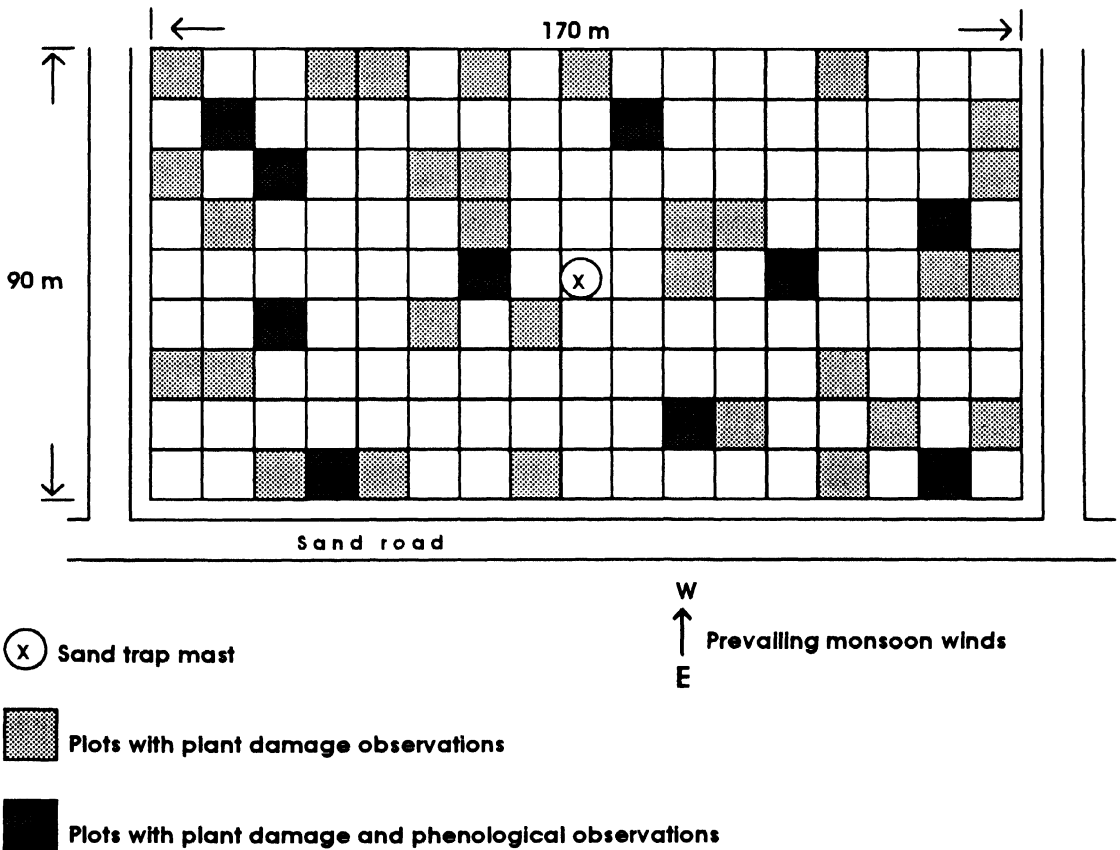 170 m
90 m
x
Sand road
W
Prevailing monsoon winds
E
x Sand trap mast
Plots with plant damage observations
Plots with plant damage and phenological observations